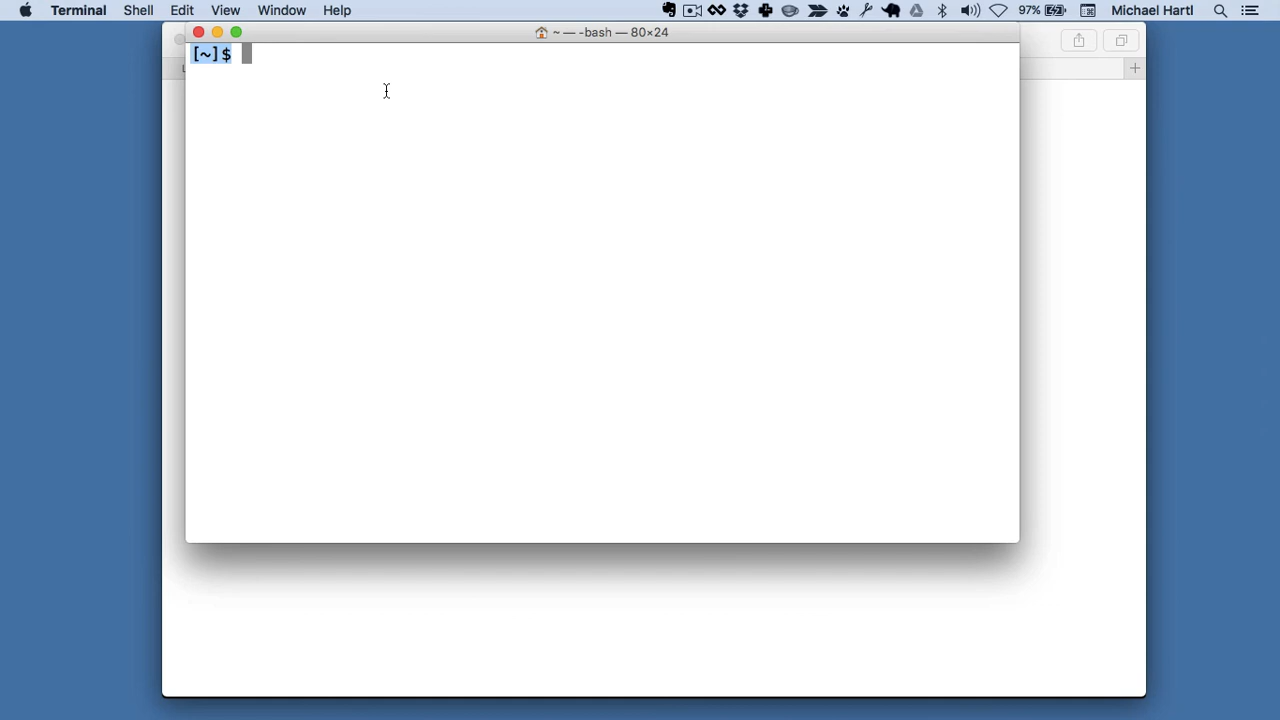 Terminal Shell Edit View Window Help 97% Michael Hartl
~ — -bash — 80×24
[~]$